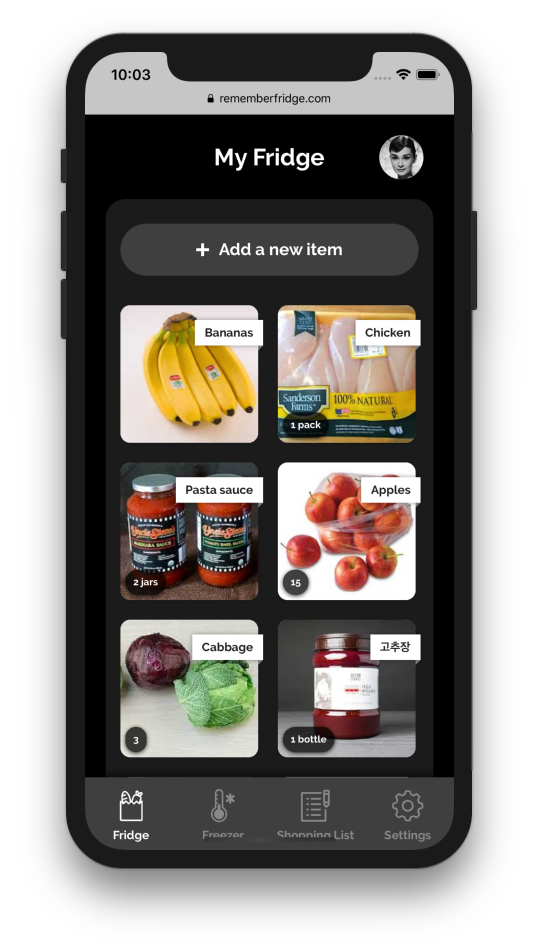 10:03
rememberfridge.com
My Fridge
+ Add a new item
Bananas
Chicken
Sanderson
Farms
100% NATURAL
1 pack
Pasta sauce
Apples
2 jars
15
Cabbage
고추장
3
1 bottle
Fridge
Freezer
Shopping List
Settings